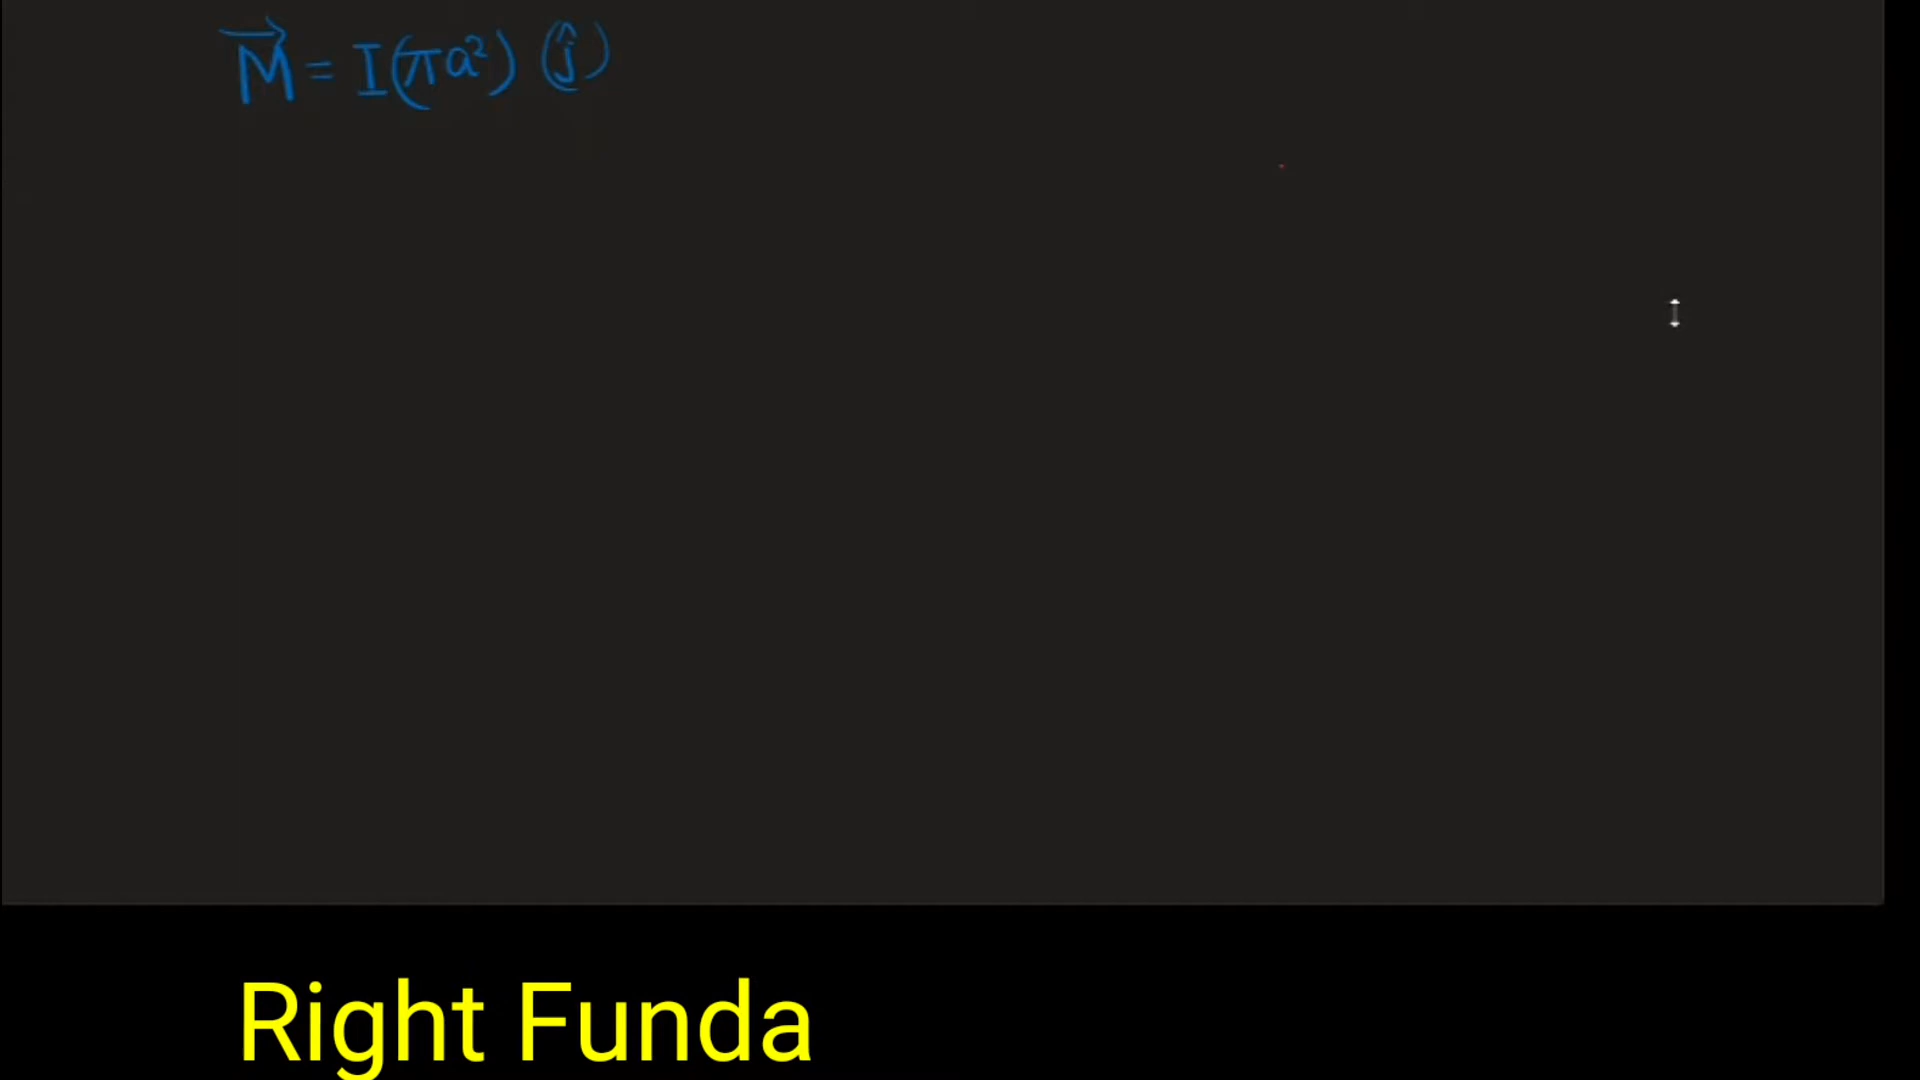 M⃗ = I(πa²) (ĵ)
Right Funda